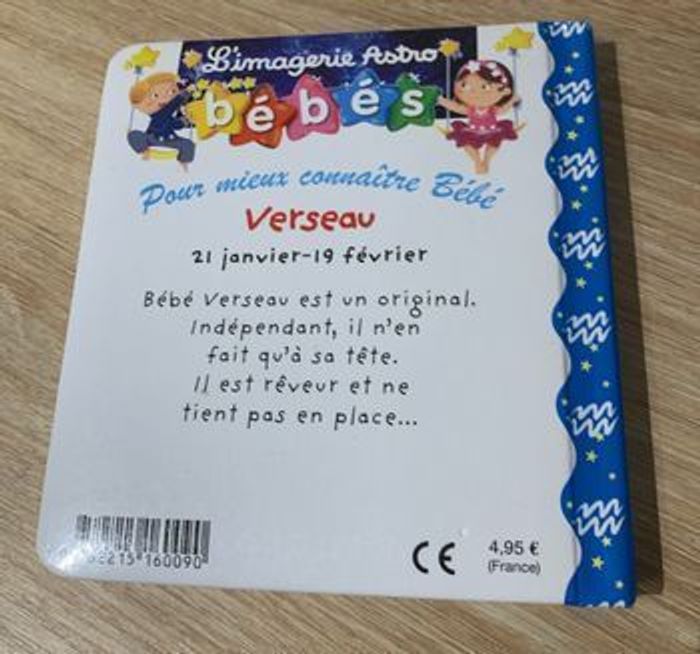 L'imagerie Astro
bébés
Pour mieux connaître Bébé
Verseau
21 janvier-19 février
Bébé Verseau est un original.
Indépendant, il n'en
fait qu'à sa tête.
Il est rêveur et ne
tient pas en place...
CE
4,95 €
(France)
160090